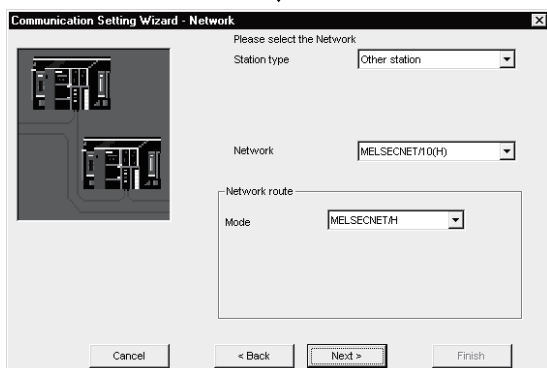 Communication Setting Wizard - Network
Please select the Network
Station type
Other station
Network
MELSECNET/10(H)
Network route
Mode
MELSECNET/H
Cancel
< Back
Next >
Finish